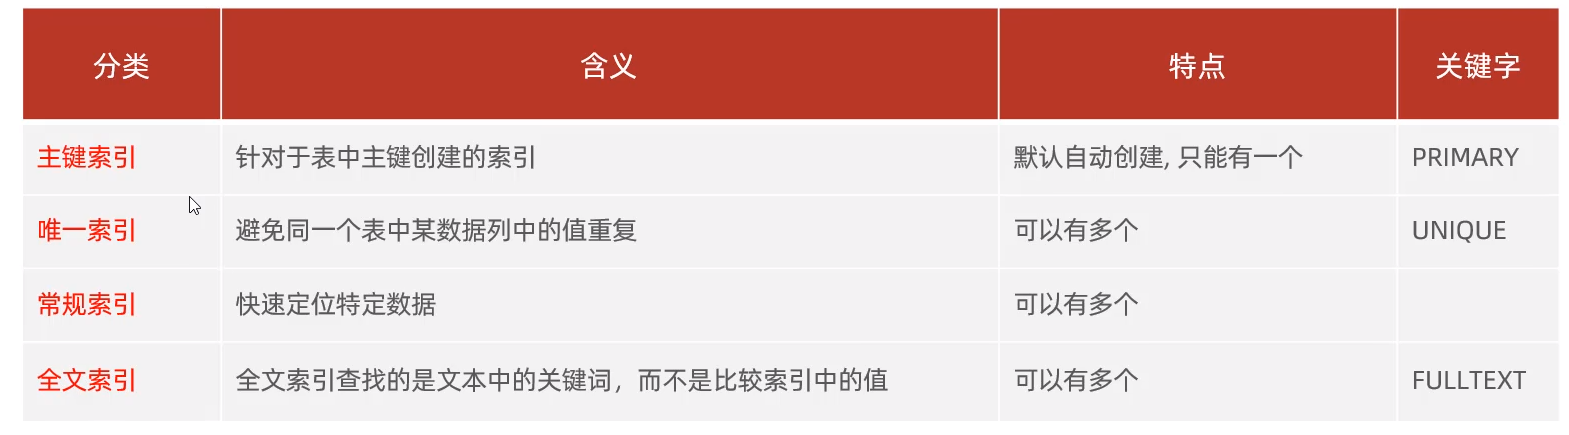 分类 含义 特点 关键字
主键索引 针对于表中主键创建的索引 默认自动创建, 只能有一个 PRIMARY
唯一索引 避免同一个表中某数据列中的值重复 可以有多个 UNIQUE
常规索引 快速定位特定数据 可以有多个
全文索引 全文索引查找的是文本中的关键词，而不是比较索引中的值 可以有多个 FULLTEXT